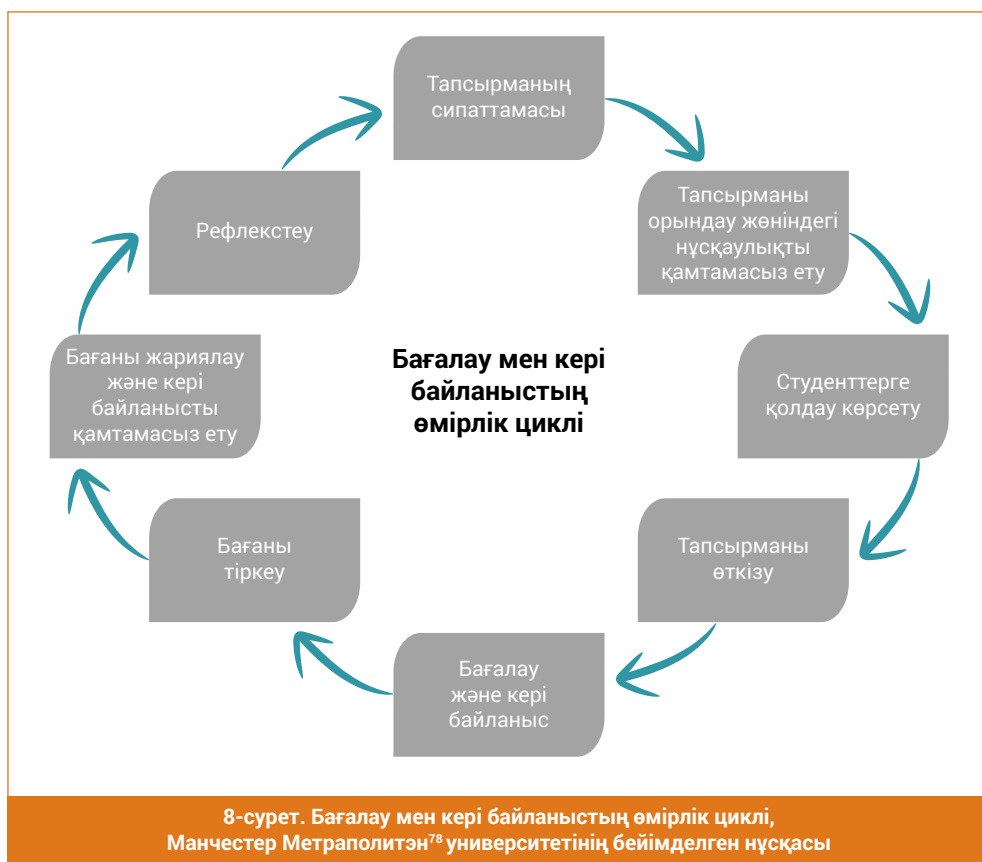 Тапсырманың
сипаттамасы
Тапсырманы
орындау жөніндегі
нұсқаулықты
қамтамасыз ету
Студенттерге
қолдау көрсету
Тапсырманы
өткізу
Бағалау
және кері
байланыс
Бағаны
тіркеу
Бағаны жариялау
және кері
байланысты
қамтамасыз ету
Рефлекстеу
Бағалау мен кері
байланыстың
өмірлік циклі
8-сурет. Бағалау мен кері байланыстың өмірлік циклі,
Манчестер Метраполитэн⁷⁸ университетінің бейімделген нұсқасы